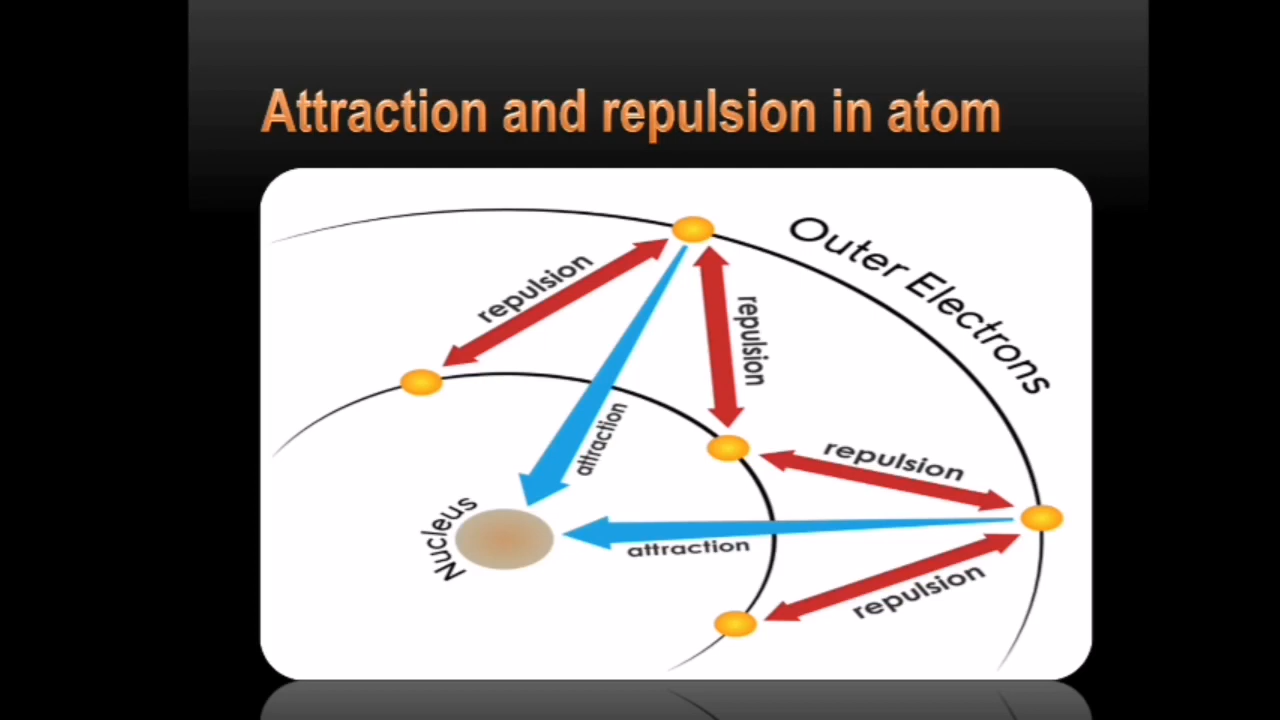 Attraction and repulsion in atom
Outer Electrons
repulsion
repulsion
attraction
repulsion
Nucleus
attraction
repulsion